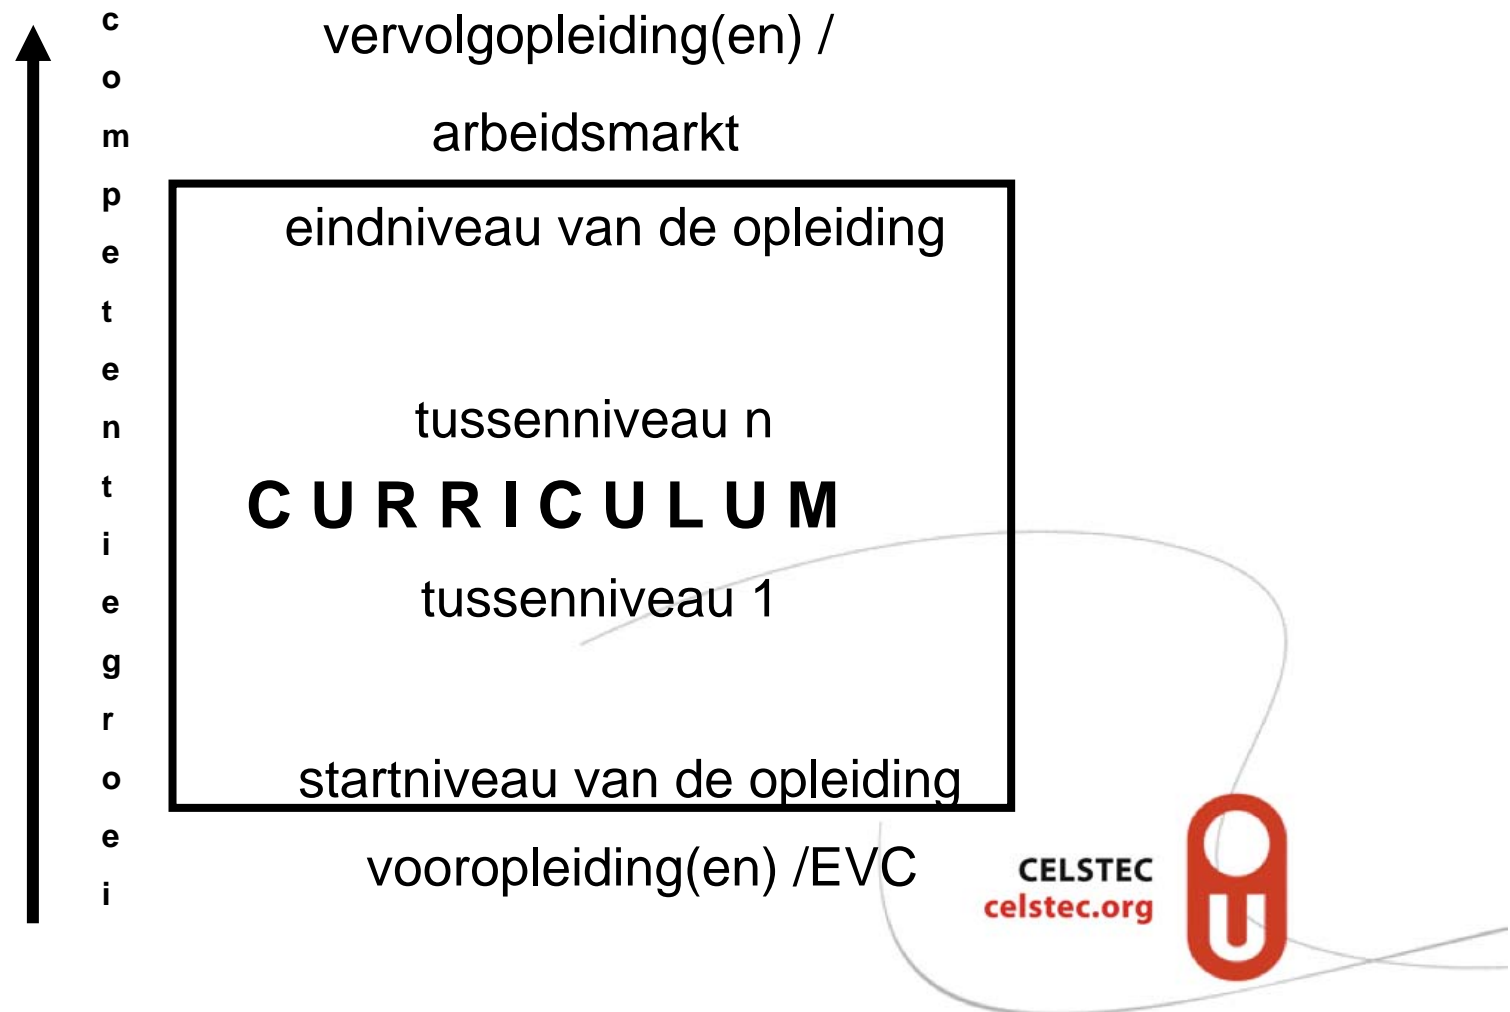 competentiegroei
vervolgopleiding(en) /
arbeidsmarkt
eindniveau van de opleiding
tussenniveau n
C U R R I C U L U M
tussenniveau 1
startniveau van de opleiding
vooropleiding(en) /EVC
CELSTEC
celstec.org